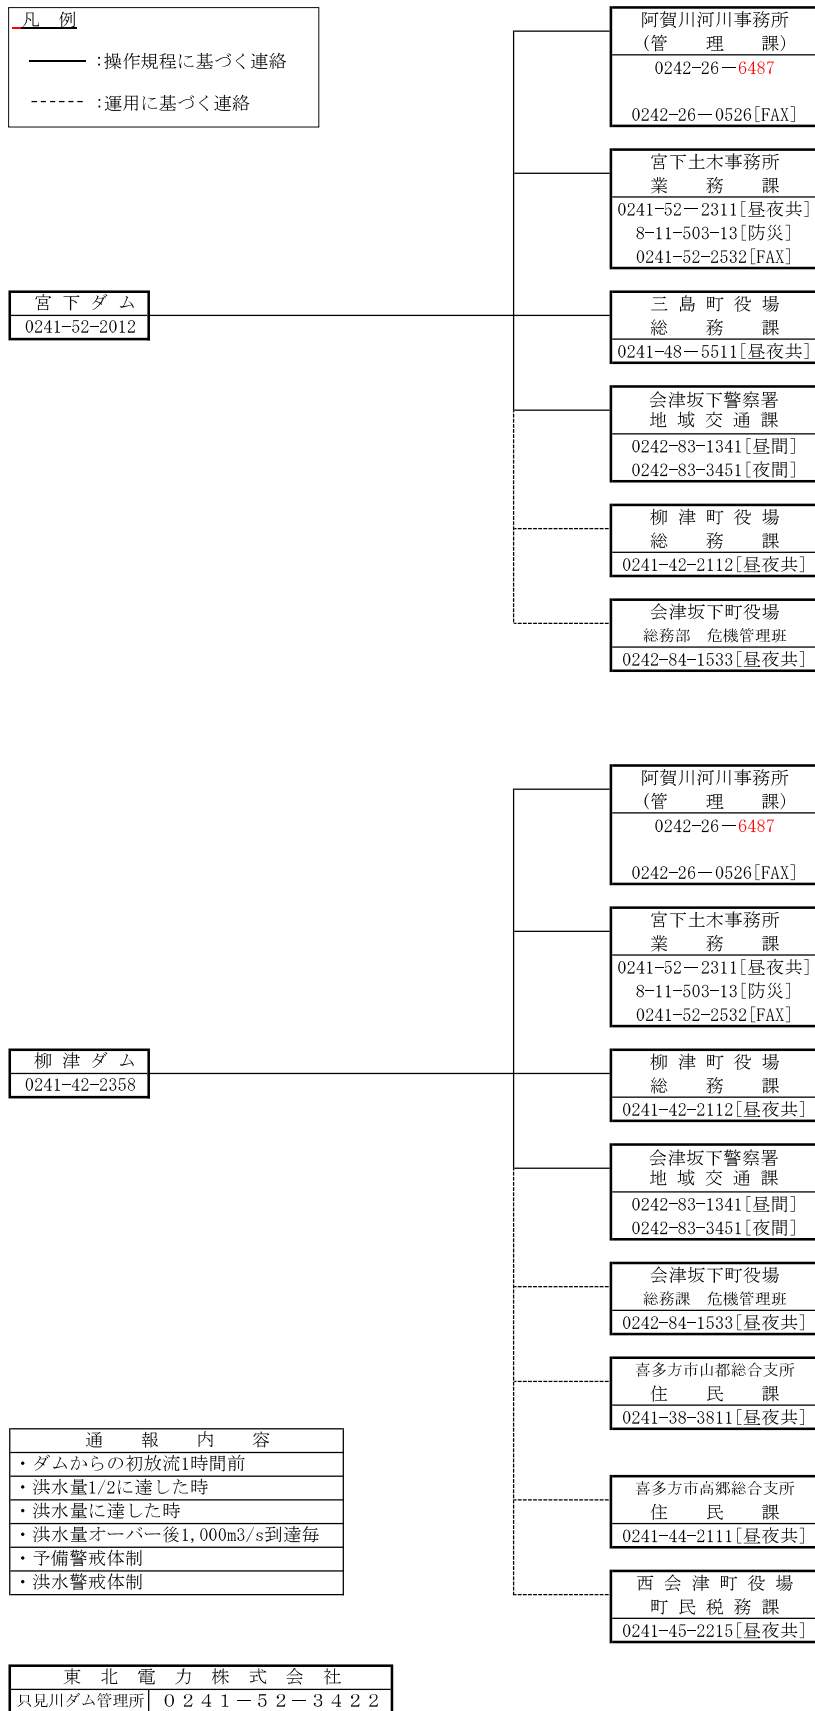 凡　例
:操作規程に基づく連絡
:運用に基づく連絡
阿賀川河川事務所
(管　理　課)
0242-26－6487
0242-26－0526[FAX]
宮下土木事務所
業　務　課
0241-52－2311[昼夜共]
8-11-503-13[防災]
0241-52-2532[FAX]
宮 下 ダ ム
0241-52-2012
三 島 町 役 場
総　務　課
0241-48－5511[昼夜共]
会津坂下警察署
地 域 交 通 課
0242-83-1341[昼間]
0242-83-3451[夜間]
柳 津 町 役 場
総　務　課
0241-42-2112[昼夜共]
会津坂下町役場
総務部　危機管理班
0242-84-1533[昼夜共]
阿賀川河川事務所
(管　理　課)
0242-26－6487
0242-26－0526[FAX]
宮下土木事務所
業　務　課
0241-52－2311[昼夜共]
8-11-503-13[防災]
0241-52-2532[FAX]
柳 津 ダ ム
0241-42-2358
柳 津 町 役 場
総　務　課
0241-42-2112[昼夜共]
会津坂下警察署
地 域 交 通 課
0242-83-1341[昼間]
0242-83-3451[夜間]
会津坂下町役場
総務課　危機管理班
0242-84-1533[昼夜共]
喜多方市山都総合支所
住　民　課
0241-38-3811[昼夜共]
喜多方市高郷総合支所
住　民　課
0241-44-2111[昼夜共]
西 会 津 町 役 場
町 民 税 務 課
0241-45-2215[昼夜共]
通　報　内　容
・ダムからの初放流1時間前
・洪水量1/2に達した時
・洪水量に達した時
・洪水量オーバー後1,000m3/s到達毎
・予備警戒体制
・洪水警戒体制
東 北 電 力 株 式 会 社
只見川ダム管理所 ０２４１－５２－３４２２